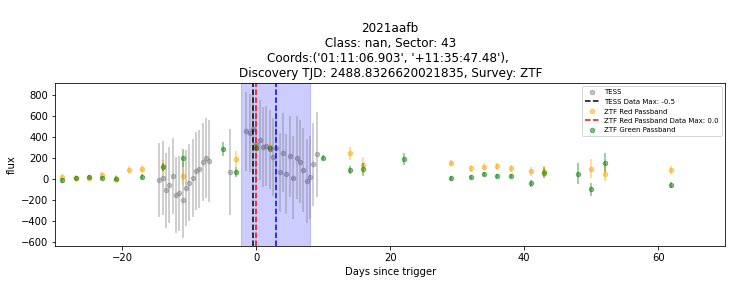 2021aafb
Class: nan, Sector: 43
Coords:('01:11:06.903', '+11:35:47.48'),
Discovery TJD: 2488.8326620021835, Survey: ZTF
TESS
TESS Data Max: -0.5
ZTF Red Passband
ZTF Red Passband Data Max: 0.0
ZTF Green Passband
flux
800
600
400
200
0
−200
−400
−600
−20
0
20
40
60
Days since trigger